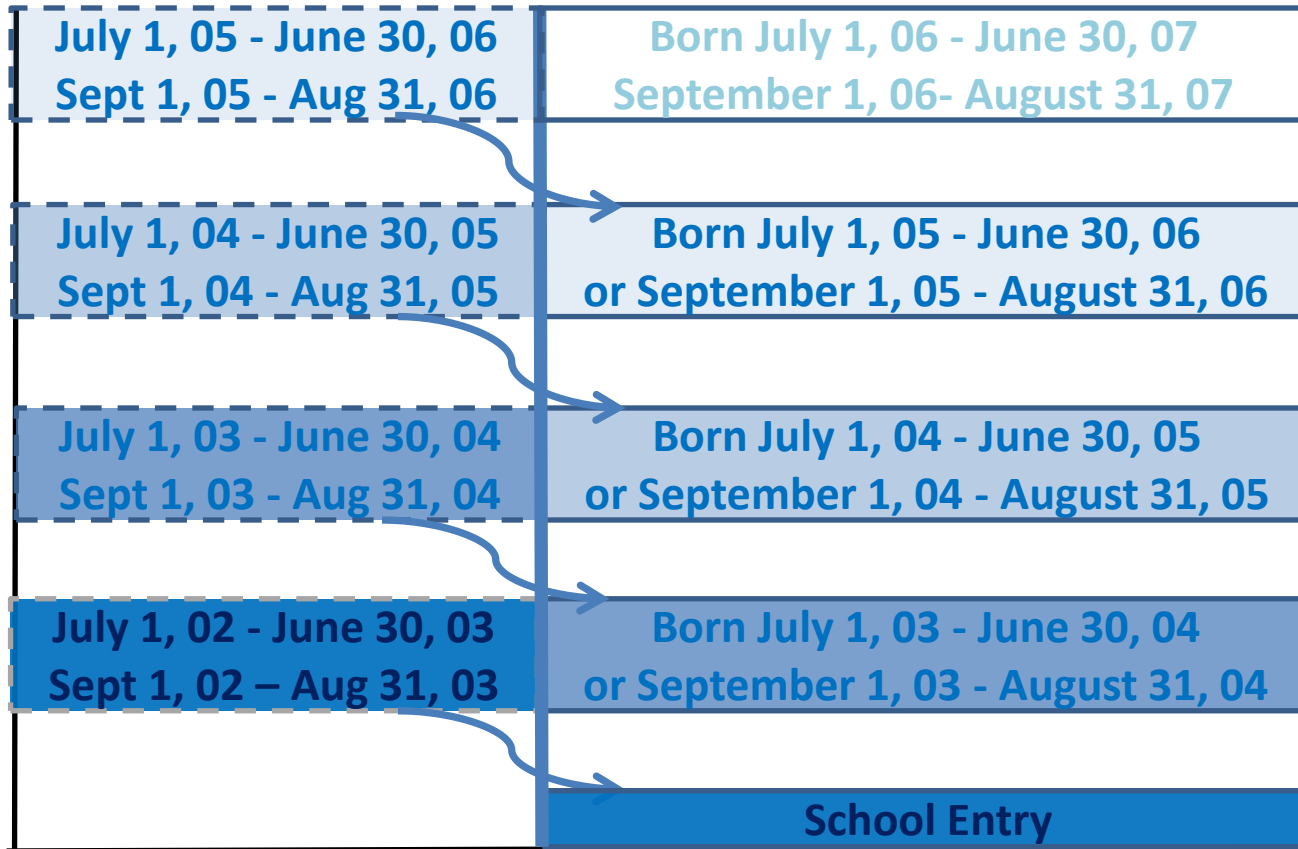 July 1, 05 - June 30, 06
Sept 1, 05 - Aug 31, 06
Born July 1, 06 - June 30, 07
September 1, 06- August 31, 07
July 1, 04 - June 30, 05
Sept 1, 04 - Aug 31, 05
Born July 1, 05 - June 30, 06
or September 1, 05 - August 31, 06
July 1, 03 - June 30, 04
Sept 1, 03 - Aug 31, 04
Born July 1, 04 - June 30, 05
or September 1, 04 - August 31, 05
July 1, 02 - June 30, 03
Sept 1, 02 – Aug 31, 03
Born July 1, 03 - June 30, 04
or September 1, 03 - August 31, 04
School Entry